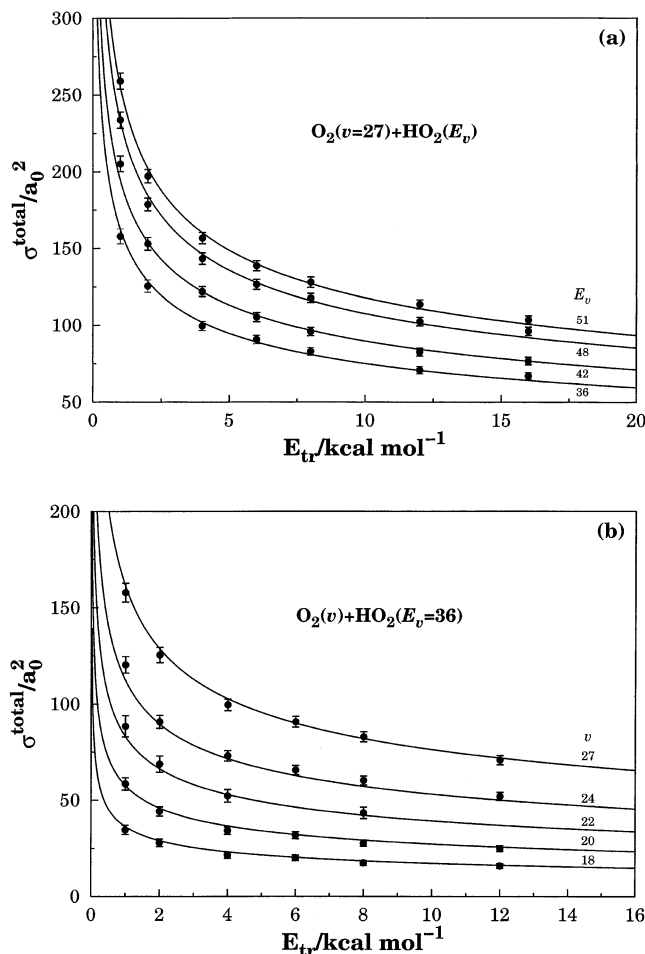 300
(a)
250
O₂(v=27)+HO₂(Eᵥ)
200
σᵗᵒᵗᵃˡ/a₀²
150
Eᵥ
100
51
48
42
50
36
0 5 10 15 20
Eₜᵣ/kcal mol⁻¹
200
(b)
150
O₂(v)+HO₂(Eᵥ=36)
σᵗᵒᵗᵃˡ/a₀²
100
v
27
50
24
22
20
18
0
0 2 4 6 8 10 12 14 16
Eₜᵣ/kcal mol⁻¹